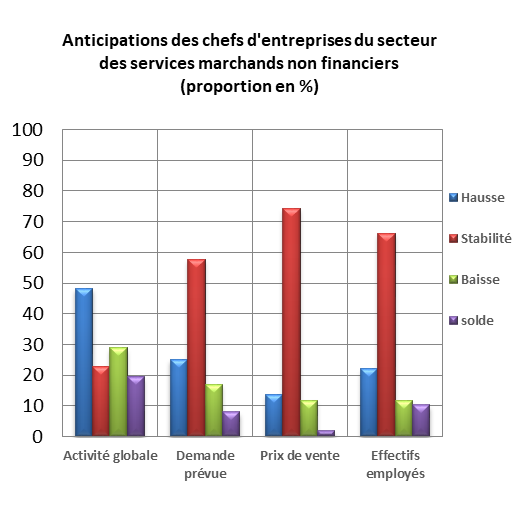 Anticipations des chefs d'entreprises du secteur
des services marchands non financiers
(proportion en %)
100
90
80
70
60
50
40
30
20
10
0
Activité globale
Demande
prévue
Prix de vente
Effectifs
employés
Hausse
Stabilité
Baisse
solde